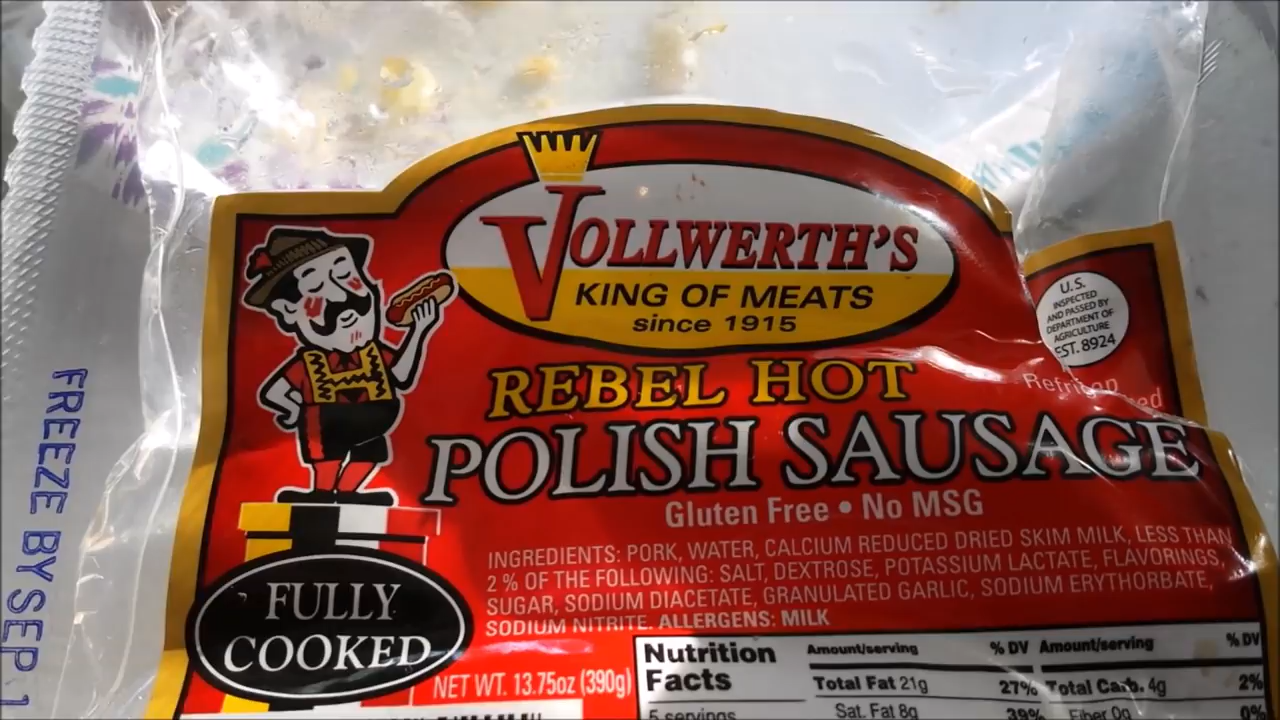 VOLLWERTH'S
KING OF MEATS
since 1915
U.S.
INSPECTED
AND PASSED BY
DEPARTMENT OF
AGRICULTURE
EST. 8924
REBEL HOT
POLISH SAUSAGE
Gluten Free • No MSG
INGREDIENTS: PORK, WATER, CALCIUM REDUCED DRIED SKIM MILK, LESS THAN
2 % OF THE FOLLOWING: SALT, DEXTROSE, POTASSIUM LACTATE, FLAVORINGS,
SUGAR, SODIUM DIACETATE, GRANULATED GARLIC, SODIUM ERYTHORBATE,
SODIUM NITRITE. ALLERGENS: MILK
FULLY
COOKED
NET WT. 13.75oz (390g)
Nutrition
Facts
5 servings
Amount/serving % DV Amount/serving % DV
Total Fat 21g 27% Total Carb. 4g 2%
Sat. Fat 8g 39% Fiber 0g 0%
FREEZE BY SEP 1